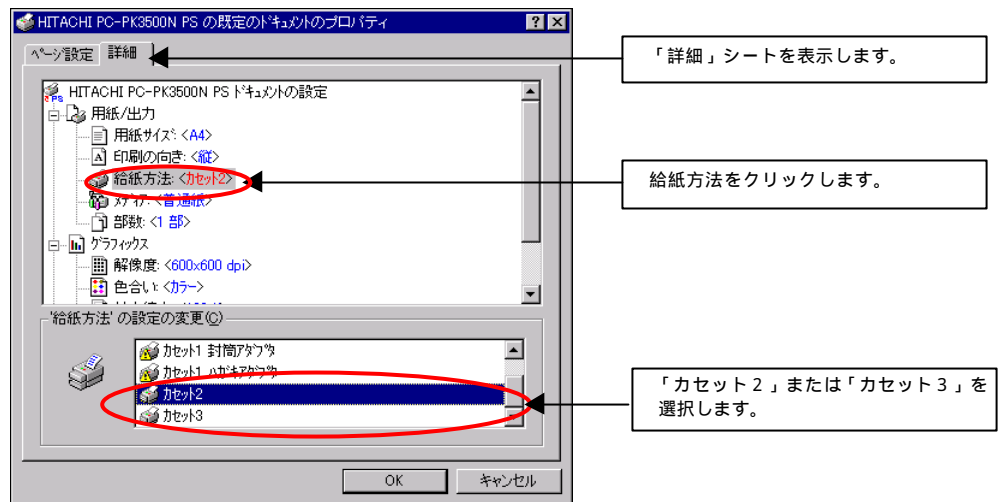 HITACHI PC-PK3500N PS の既定のﾄﾞｷｭﾒﾝﾄのプロパティ
ﾍﾟｰｼﾞ設定 詳細
「詳細」シートを表示します。
HITACHI PC-PK3500N PS ﾄﾞｷｭﾒﾝﾄの設定
用紙/出力
用紙ｻｲｽﾞ: <A4>
印刷の向き: <縦>
給紙方法: <ｶｾｯﾄ2>
給紙方法をクリックします。
ﾒﾃﾞｨｱ: <普通紙>
部数: <1 部>
ｸﾞﾗﾌｨｯｸｽ
解像度: <600x600 dpi>
色合い: <ｶﾗｰ>
'給紙方法' の設定の変更(C)
ｶｾｯﾄ1 封筒ｱﾀﾞﾌﾟﾀ
ｶｾｯﾄ1 ﾊｶﾞｷｱﾀﾞﾌﾟﾀ
ｶｾｯﾄ2
ｶｾｯﾄ3
「カセット２」または「カセット３」を
選択します。
OK キャンセル